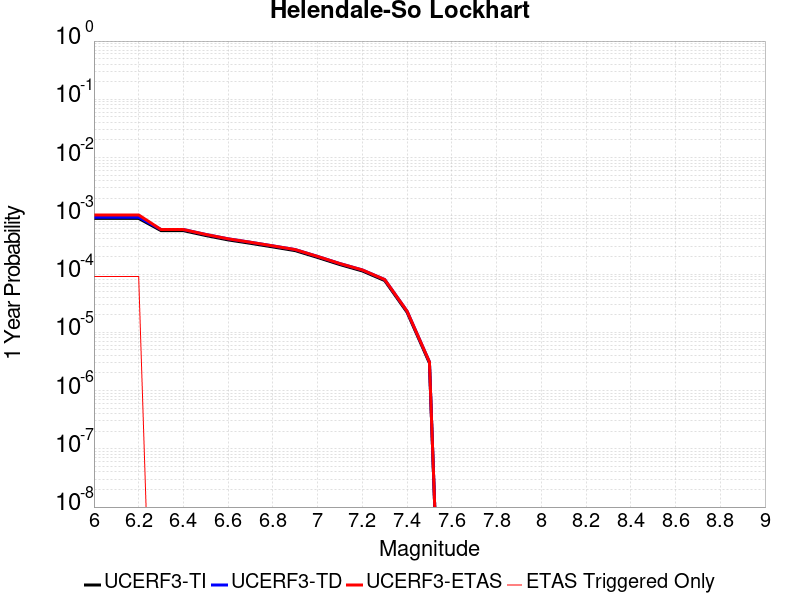 Helendale-So Lockhart
10 0
10 -1
10 -2
10 -3
10 -4
10 -5
10 -6
10 -7
10 -8
1 Year Probability
6 6.2 6.4 6.6 6.8 7 7.2 7.4 7.6 7.8 8 8.2 8.4 8.6 8.8 9
Magnitude
UCERF3-TI UCERF3-TD UCERF3-ETAS ETAS Triggered Only